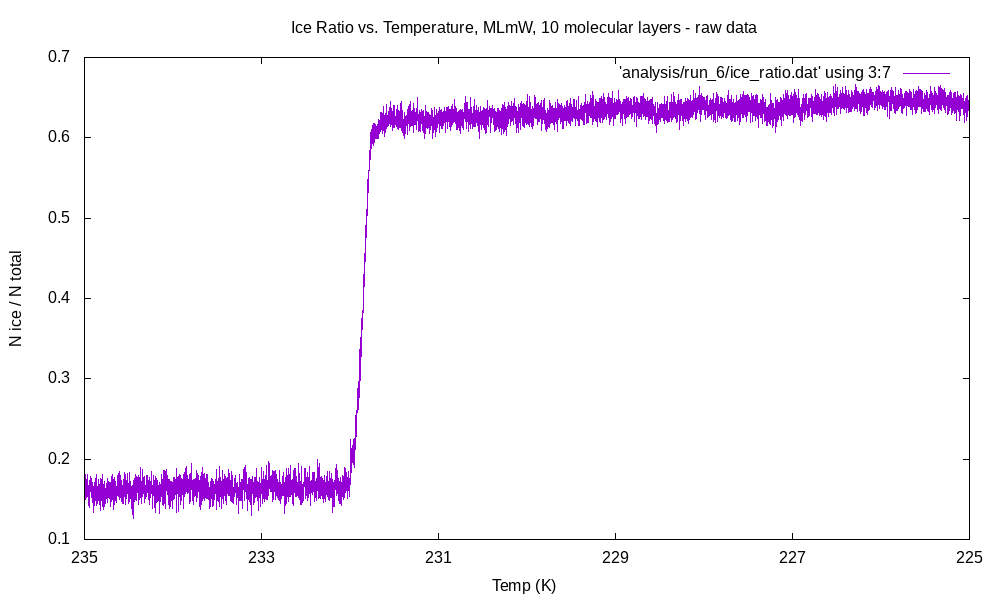 Ice Ratio vs. Temperature, MLmW, 10 molecular layers - raw data
'analysis/run_6/ice_ratio.dat' using 3:7
0.7
0.6
0.5
0.4
0.3
0.2
0.1
N ice / N total
235 233 231 229 227 225
Temp (K)